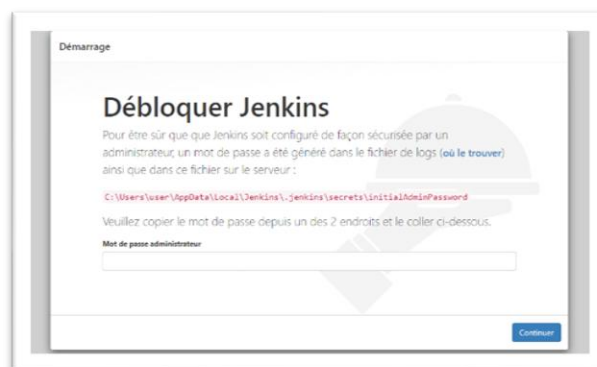 Démarrage
Débloquer Jenkins
Pour être sûr que que Jenkins soit configuré de façon sécurisée par un
administrateur, un mot de passe a été généré dans le fichier de logs (où le trouver)
ainsi que dans ce fichier sur le serveur :
C:\Users\user\AppData\Local\Jenkins\.jenkins\secrets\initialAdminPassword
Veuillez copier le mot de passe depuis un des 2 endroits et le coller ci-dessous.
Mot de passe administrateur
Continuer